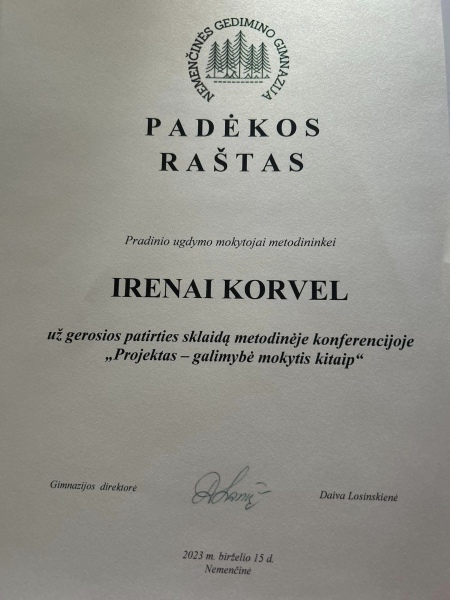 NEMENČINĖS GEDIMINO GIMNAZIJA
PADĖKOS
RAŠTAS
Pradinio ugdymo mokytojai metodininkei
IRENAI KORVEL
už gerosios patirties sklaidą metodinėje konferencijoje
„Projektas – galimybė mokytis kitaip“
Gimnazijos direktorė
Daiva Losinskienė
2023 m. birželio 15 d.
Nemenčinė